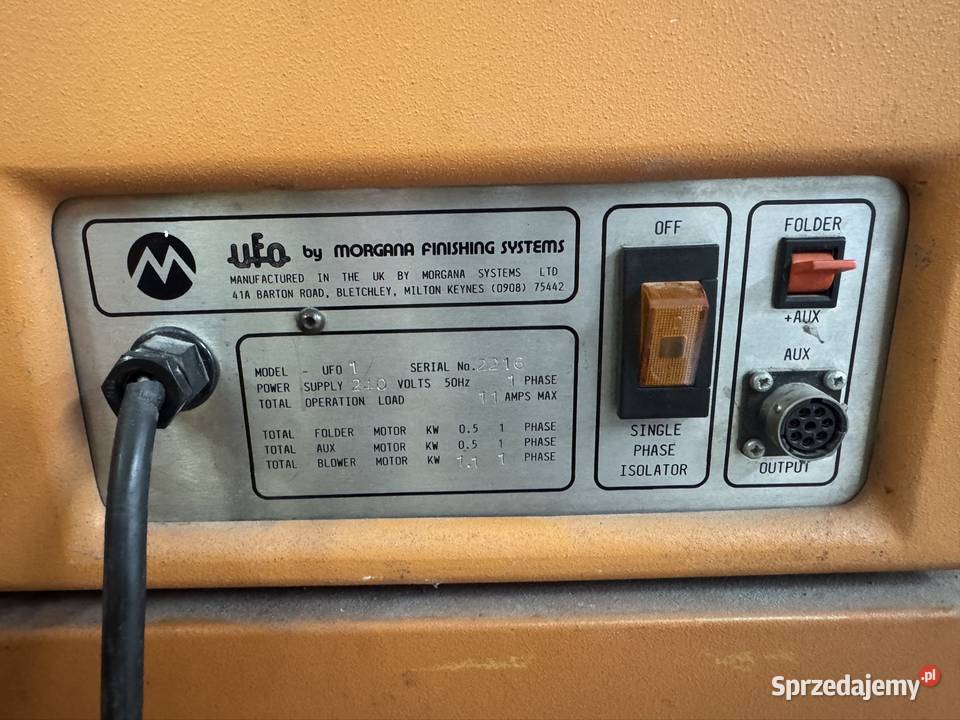 ufo by MORGANA FINISHING SYSTEMS
MANUFACTURED IN THE UK BY MORGANA SYSTEMS LTD
41A BARTON ROAD, BLETCHLEY, MILTON KEYNES (0908) 75442
MODEL - UFO 1 SERIAL No. 2216
POWER SUPPLY VOLTS 50Hz 1 PHASE
TOTAL OPERATION LOAD 11 AMPS MAX
TOTAL FOLDER MOTOR KW 0.5 1 PHASE
TOTAL AUX MOTOR KW 0.5 1 PHASE
TOTAL BLOWER MOTOR KW 1.1 1 PHASE
OFF
SINGLE
PHASE
ISOLATOR
FOLDER
+AUX
AUX
OUTPUT
Sprzedajemy.pl